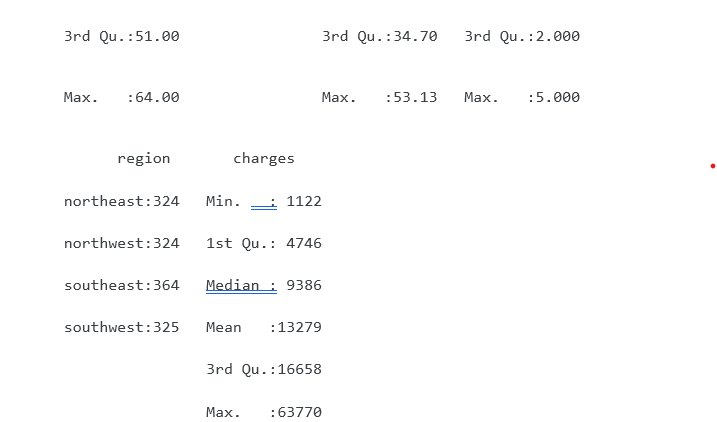 3rd Qu.:51.00                3rd Qu.:34.70   3rd Qu.:2.000
Max.   :64.00                Max.   :53.13   Max.   :5.000
      region       charges
northeast:324   Min.   : 1122
northwest:324   1st Qu.: 4746
southeast:364   Median : 9386
southwest:325   Mean   :13279
                3rd Qu.:16658
                Max.   :63770